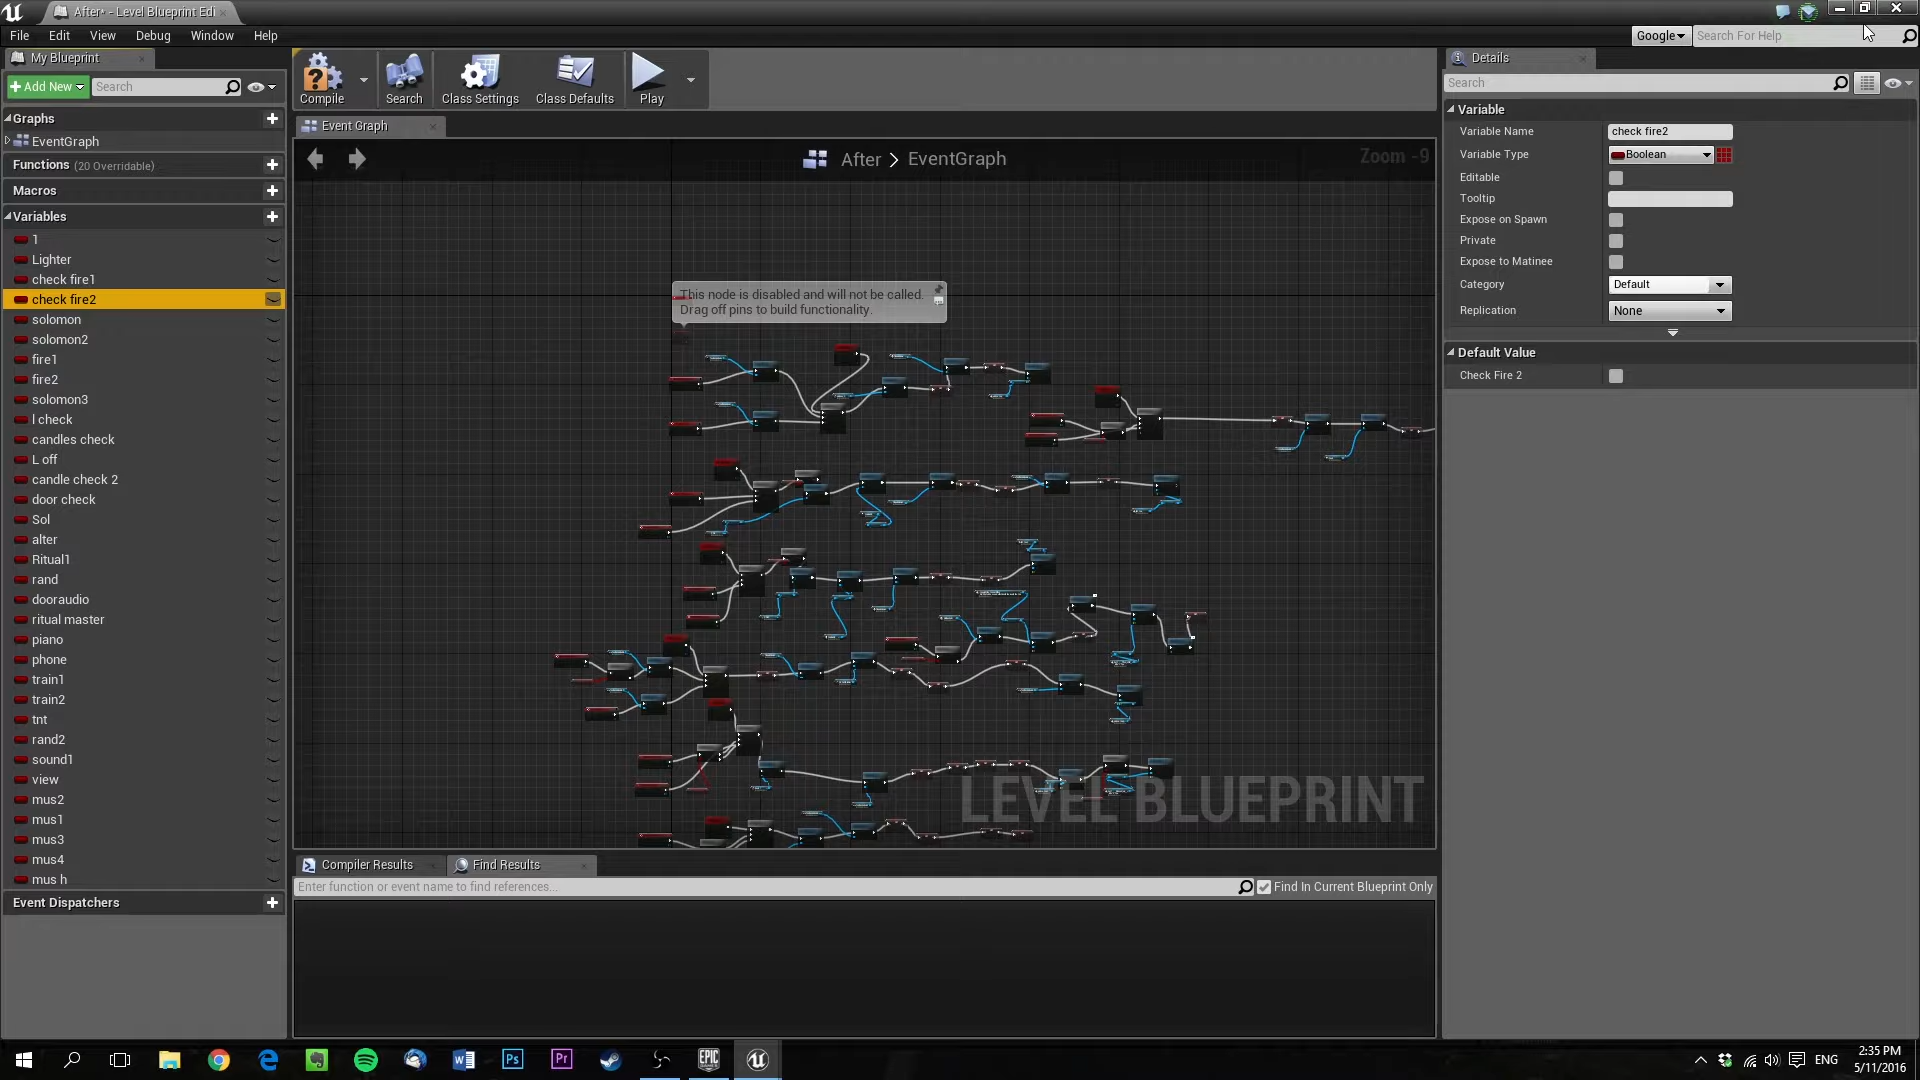 After* - Level Blueprint Edi
File Edit View Debug Window Help
Google
Search For Help
My Blueprint
Add New
Search
Graphs
EventGraph
Functions (20 Overridable)
Macros
Variables
1
Lighter
check fire1
check fire2
solomon
solomon2
fire1
fire2
solomon3
l check
candles check
L off
candle check 2
door check
Sol
alter
Ritual1
rand
dooraudio
ritual master
piano
phone
train1
train2
tnt
rand2
sound1
view
mus2
mus1
mus3
mus4
mus h
Event Dispatchers
Compile
Search
Class Settings
Class Defaults
Play
Event Graph
After > EventGraph
Zoom -9
This node is disabled and will not be called.
Drag off pins to build functionality.
LEVEL BLUEPRINT
Compiler Results
Find Results
Enter function or event name to find references...
Find In Current Blueprint Only
Details
Search
Variable
Variable Name check fire2
Variable Type Boolean
Editable
Tooltip
Expose on Spawn
Private
Expose to Matinee
Category Default
Replication None
Default Value
Check Fire 2
Ps
Pr
EPIC
GAMES
ENG
2:35 PM
5/11/2016